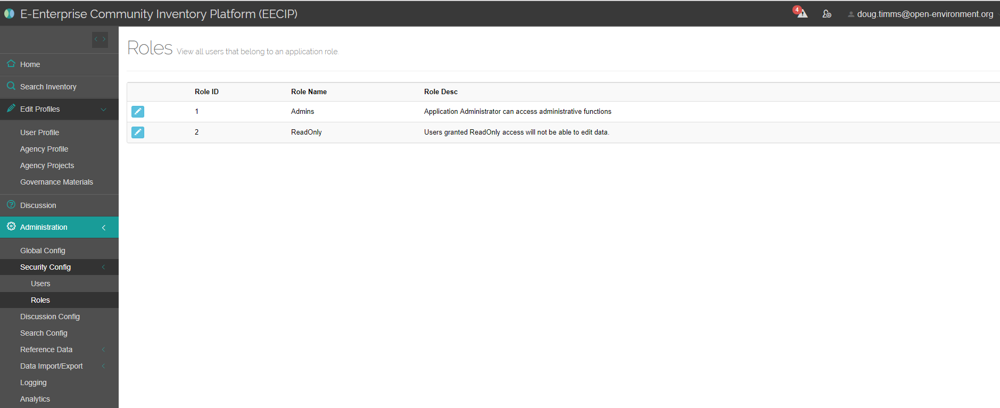 E-Enterprise Community Inventory Platform (EECIP)
4
doug.timms@open-environment.org
Home
Search Inventory
Edit Profiles
User Profile
Agency Profile
Agency Projects
Governance Materials
Discussion
Administration
Global Config
Security Config
Users
Roles
Discussion Config
Search Config
Reference Data
Data Import/Export
Logging
Analytics
Roles View all users that belong to an application role.
Role ID Role Name Role Desc
1 Admins Application Administrator can access administrative functions
2 ReadOnly Users granted ReadOnly access will not be able to edit data.